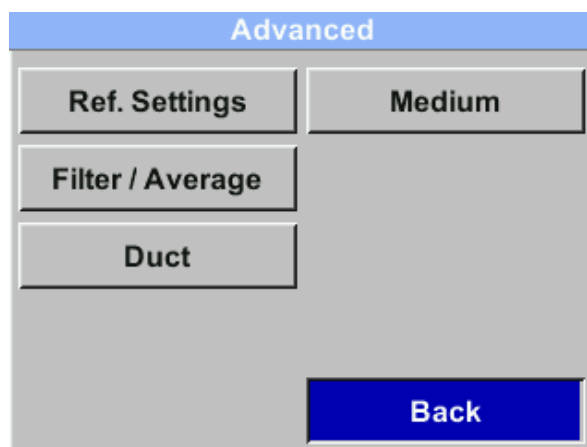 Advanced
Ref. Settings
Medium
Filter / Average
Duct
Back